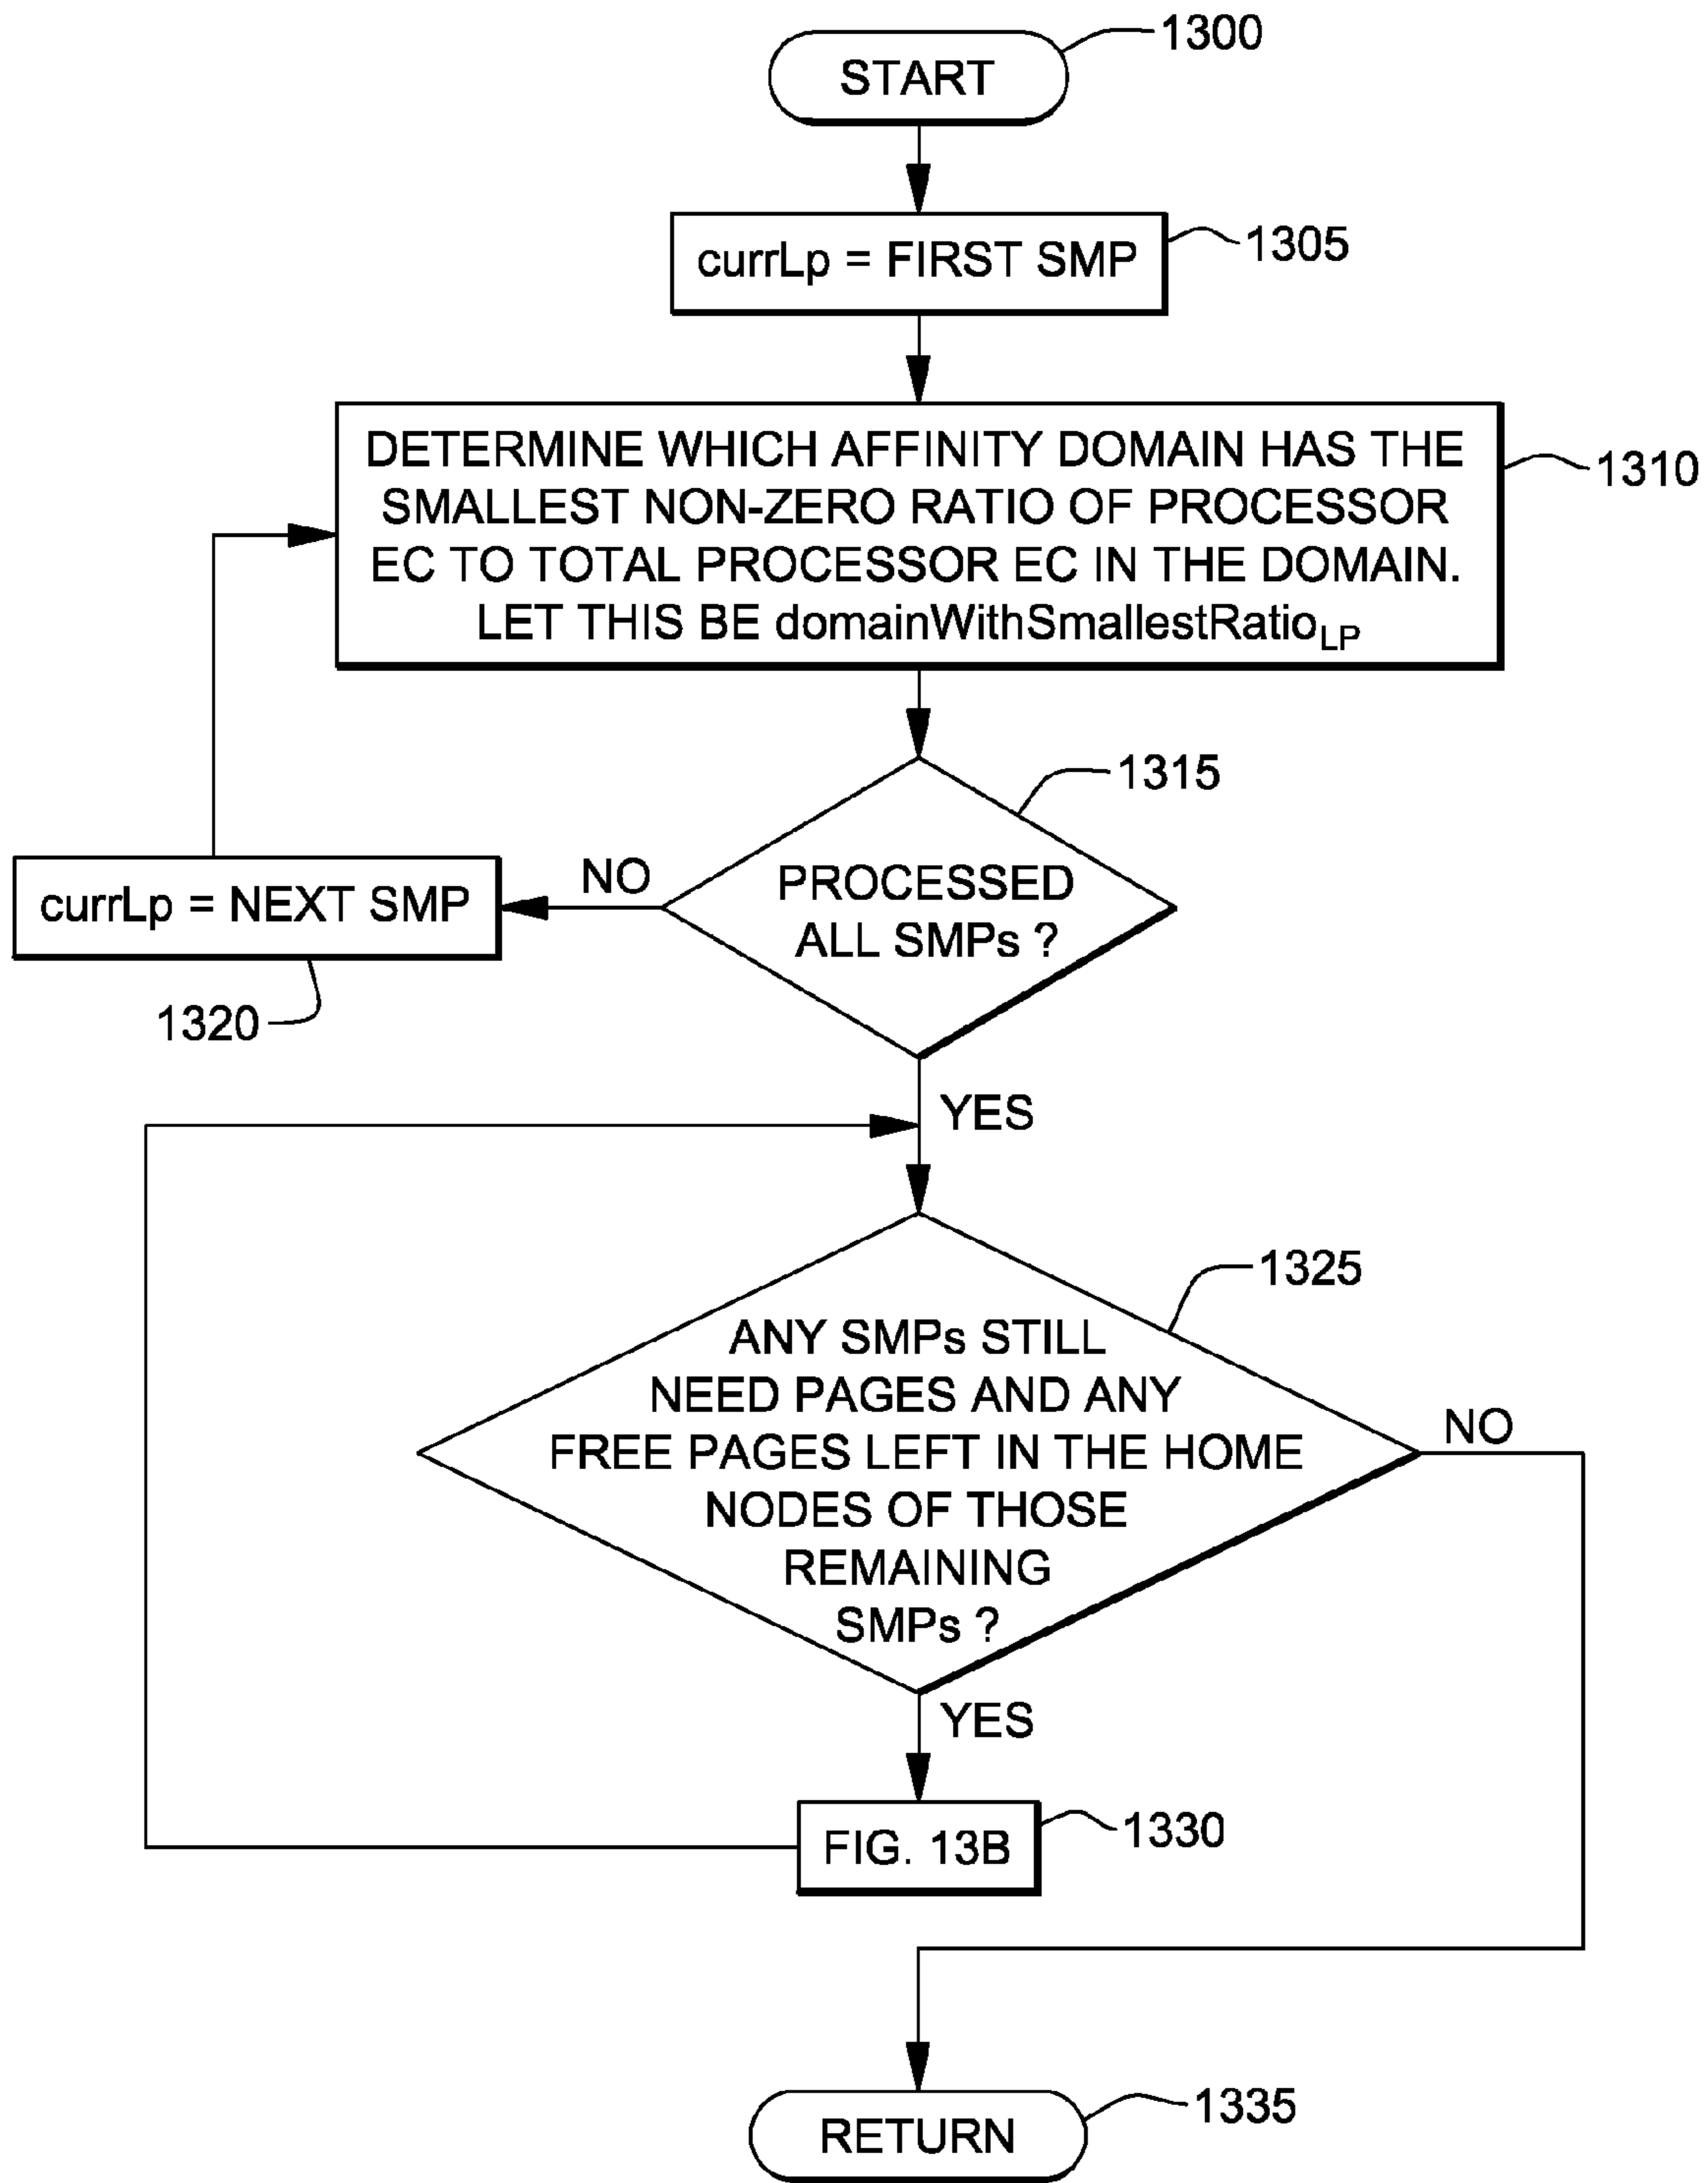 1300
START
1305
currLp = FIRST SMP
DETERMINE WHICH AFFINITY DOMAIN HAS THE
SMALLEST NON-ZERO RATIO OF PROCESSOR
EC TO TOTAL PROCESSOR EC IN THE DOMAIN.
LET THIS BE domainWithSmallestRatioLP
1310
1315
PROCESSED
ALL SMPs ?
NO
currLp = NEXT SMP
1320
YES
1325
ANY SMPs STILL
NEED PAGES AND ANY
FREE PAGES LEFT IN THE HOME
NODES OF THOSE
REMAINING
SMPs ?
NO
YES
FIG. 13B
1330
1335
RETURN